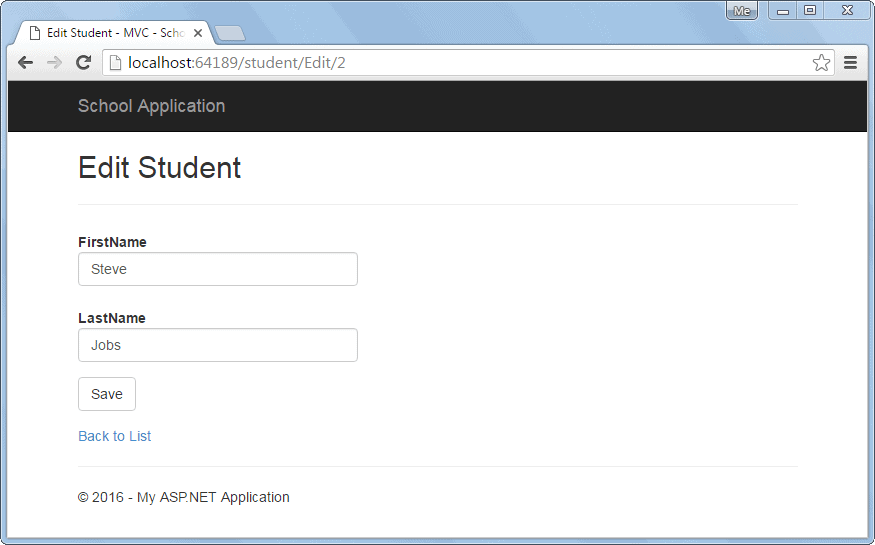 Me
Edit Student - MVC - Scho
localhost:64189/student/Edit/2
School Application
Edit Student
FirstName
Steve
LastName
Jobs
Save
Back to List
© 2016 - My ASP.NET Application